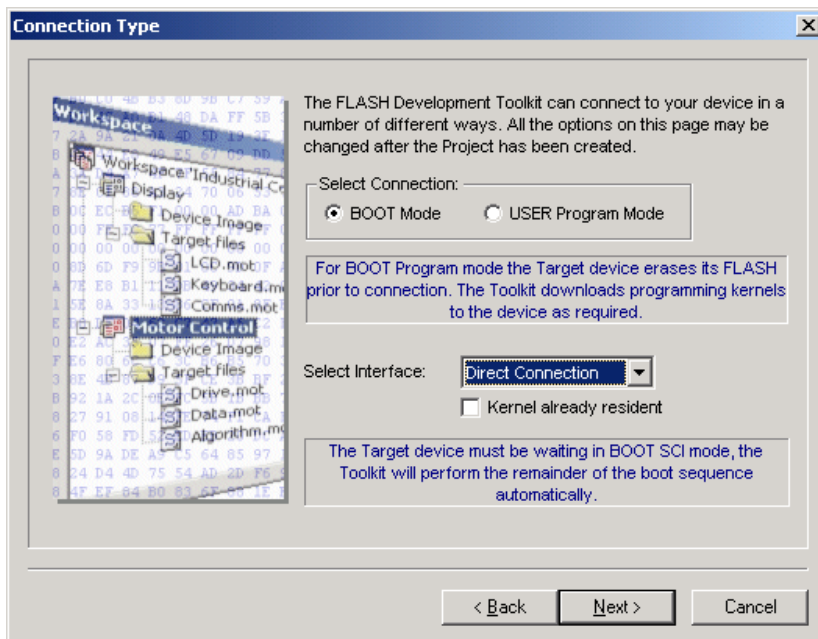 Connection Type
Workspace
Workspace 'Industrial Co
Display
Device Image
Target Files
LCD.mot
Keyboard.m
Comms.mot
Motor Control
Device Image
Target Files
Drive.mot
Data.mot
Algorithm.m
The FLASH Development Toolkit can connect to your device in a
number of different ways. All the options on this page may be
changed after the Project has been created.
Select Connection:
BOOT Mode
USER Program Mode
For BOOT Program mode the Target device erases its FLASH
prior to connection. The Toolkit downloads programming kernels
to the device as required.
Select Interface:
Direct Connection
Kernel already resident
The Target device must be waiting in BOOT SCI mode, the
Toolkit will perform the remainder of the boot sequence
automatically.
< Back
Next >
Cancel